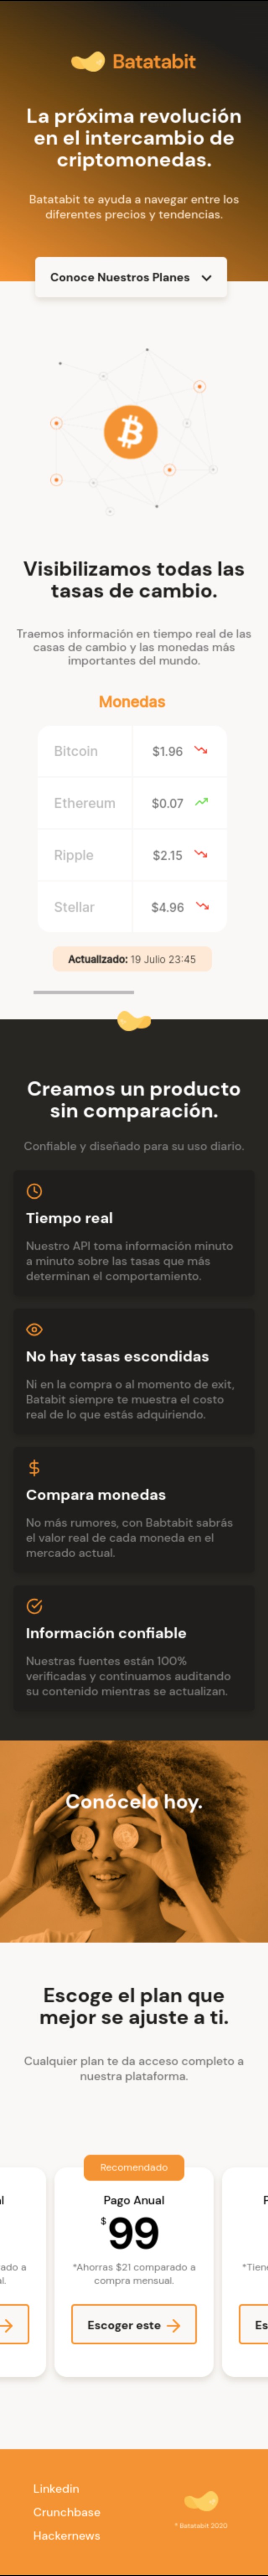 Batatabit
La próxima revolución
en el intercambio de
criptomonedas.
Batatabit te ayuda a navegar entre los
diferentes precios y tendencias.
Conoce Nuestros Planes
Visibilizamos todas las
tasas de cambio.
Traemos información en tiempo real de las
casas de cambio y las monedas más
importantes del mundo.
Monedas
Bitcoin $1.96
Ethereum $0.07
Ripple $2.15
Stellar $4.96
Actualizado: 19 Julio 23:45
Creamos un producto
sin comparación.
Confiable y diseñado para su uso diario.
Tiempo real
Nuestro API toma información minuto
a minuto sobre las tasas que más
determinan el comportamiento.
No hay tasas escondidas
Ni en la compra o al momento de exit,
Batabit siempre te muestra el costo
real de lo que estás adquiriendo.
Compara monedas
No más rumores, con Babtabit sabrás
el valor real de cada moneda en el
mercado actual.
Información confiable
Nuestras fuentes están 100%
verificadas y continuamos auditando
su contenido mientras se actualizan.
Conócelo hoy.
Escoge el plan que
mejor se ajuste a ti.
Cualquier plan te da acceso completo a
nuestra plataforma.
Recomendado
Pago Anual
$99
*Ahorras $21 comparado a
compra mensual.
Escoger este
ado a
l.
*Tien
Es
Linkedin
Crunchbase
Hackernews
© Batatabit 2020